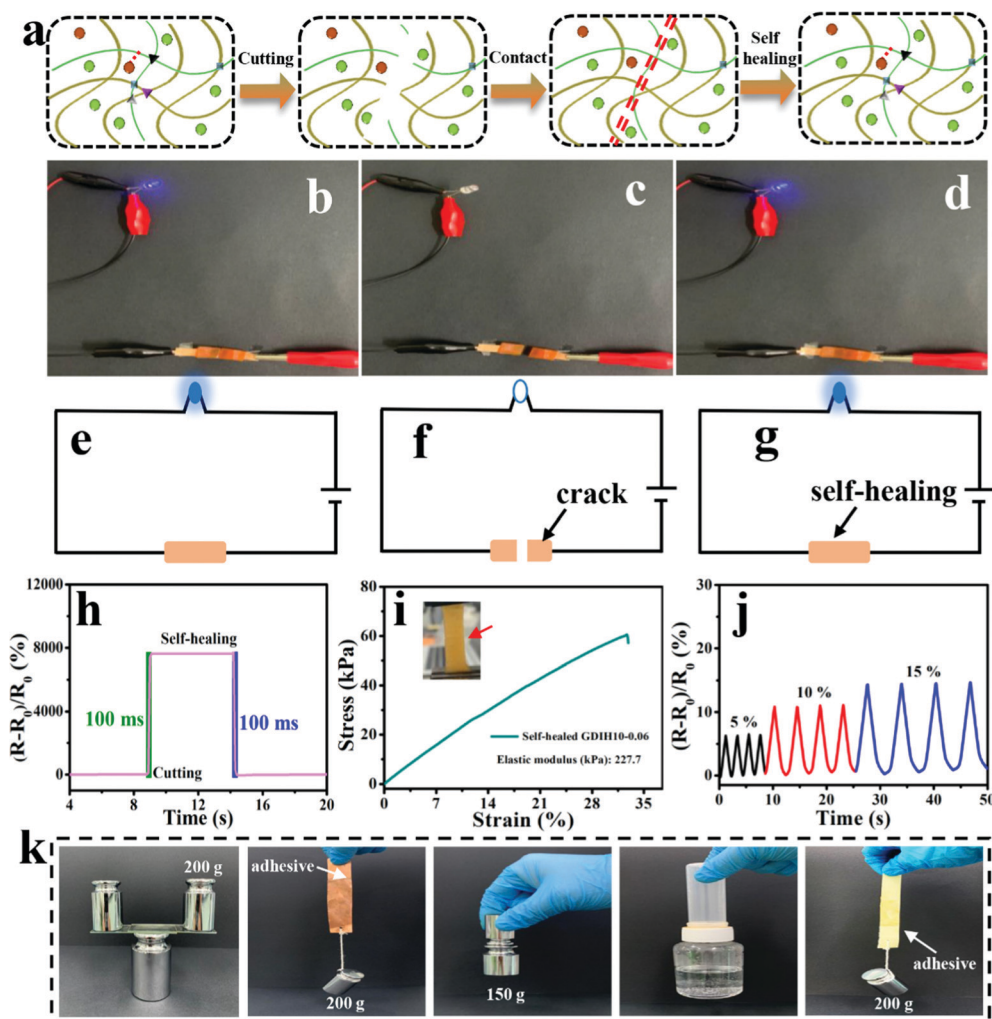 a
Cutting
Contact
Self
healing
b
c
d
e
f
crack
g
self-healing
h
(R-R0)/R0 (%)
12000
8000
4000
0
Self-healing
100 ms
100 ms
Cutting
4 8 12 16 20
Time (s)
i
Stress (kPa)
80
60
40
20
0
Self-healed GDIH10-0.06
Elastic modulus (kPa): 227.7
0 7 14 21 28 35
Strain (%)
j
(R-R0)/R0 (%)
30
20
10
0
5 %
10 %
15 %
0 10 20 30 40 50
Time (s)
k
200 g
adhesive
200 g
150 g
adhesive
200 g